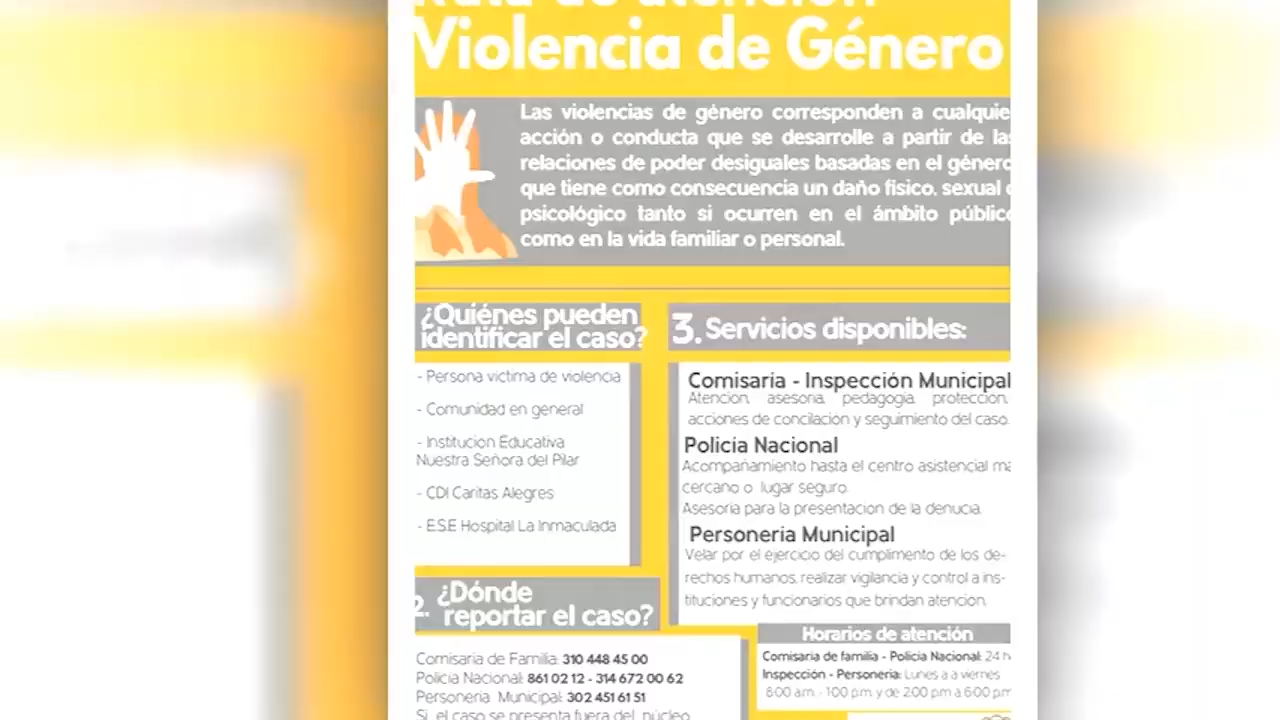 Violencia de Género
Las violencias de género corresponden a cualquie
acción o conducta que se desarrolle a partir de las
relaciones de poder desiguales basadas en el género
que tiene como consecuencia un daño físico, sexual o
psicológico tanto si ocurren en el ámbito público
como en la vida familiar o personal.
¿Quiénes pueden
identificar el caso?
- Persona victima de violencia
- Comunidad en general
- Institucion Educativa
Nuestra Señora del Pilar
- CDI Caritas Alegres
- E.S.E Hospital La Inmaculada
2. ¿Dónde
reportar el caso?
Comisaria de Familia: 310 448 45 00
Policia Nacional: 861 02 12 - 314 672 00 62
Personeria Municipal: 302 451 61 51
Si el caso se presenta fuera del núcleo
3. Servicios disponibles:
Comisaria - Inspección Municipal
Atencion, asesoria, pedagogia, proteccion,
acciones de concilacion y seguimiento del caso.
Policia Nacional
Acompañamiento hasta el centro asistencial ma
cercano o lugar seguro.
Asesoria para la presentacion de la denucia.
Personeria Municipal
Velar por el ejercicio del cumplimento de los de-
rechos humanos, realizar vigilancia y control a ins-
tituciones y funcionarios que brindan atencion.
Horarios de atención
Comisaria de familia - Policia Nacional: 24 h
Inspección - Personeria: Lunes a a viernes
8:00 a.m. - 1:00 p.m. y de 2:00 p.m a 6:00 p.m